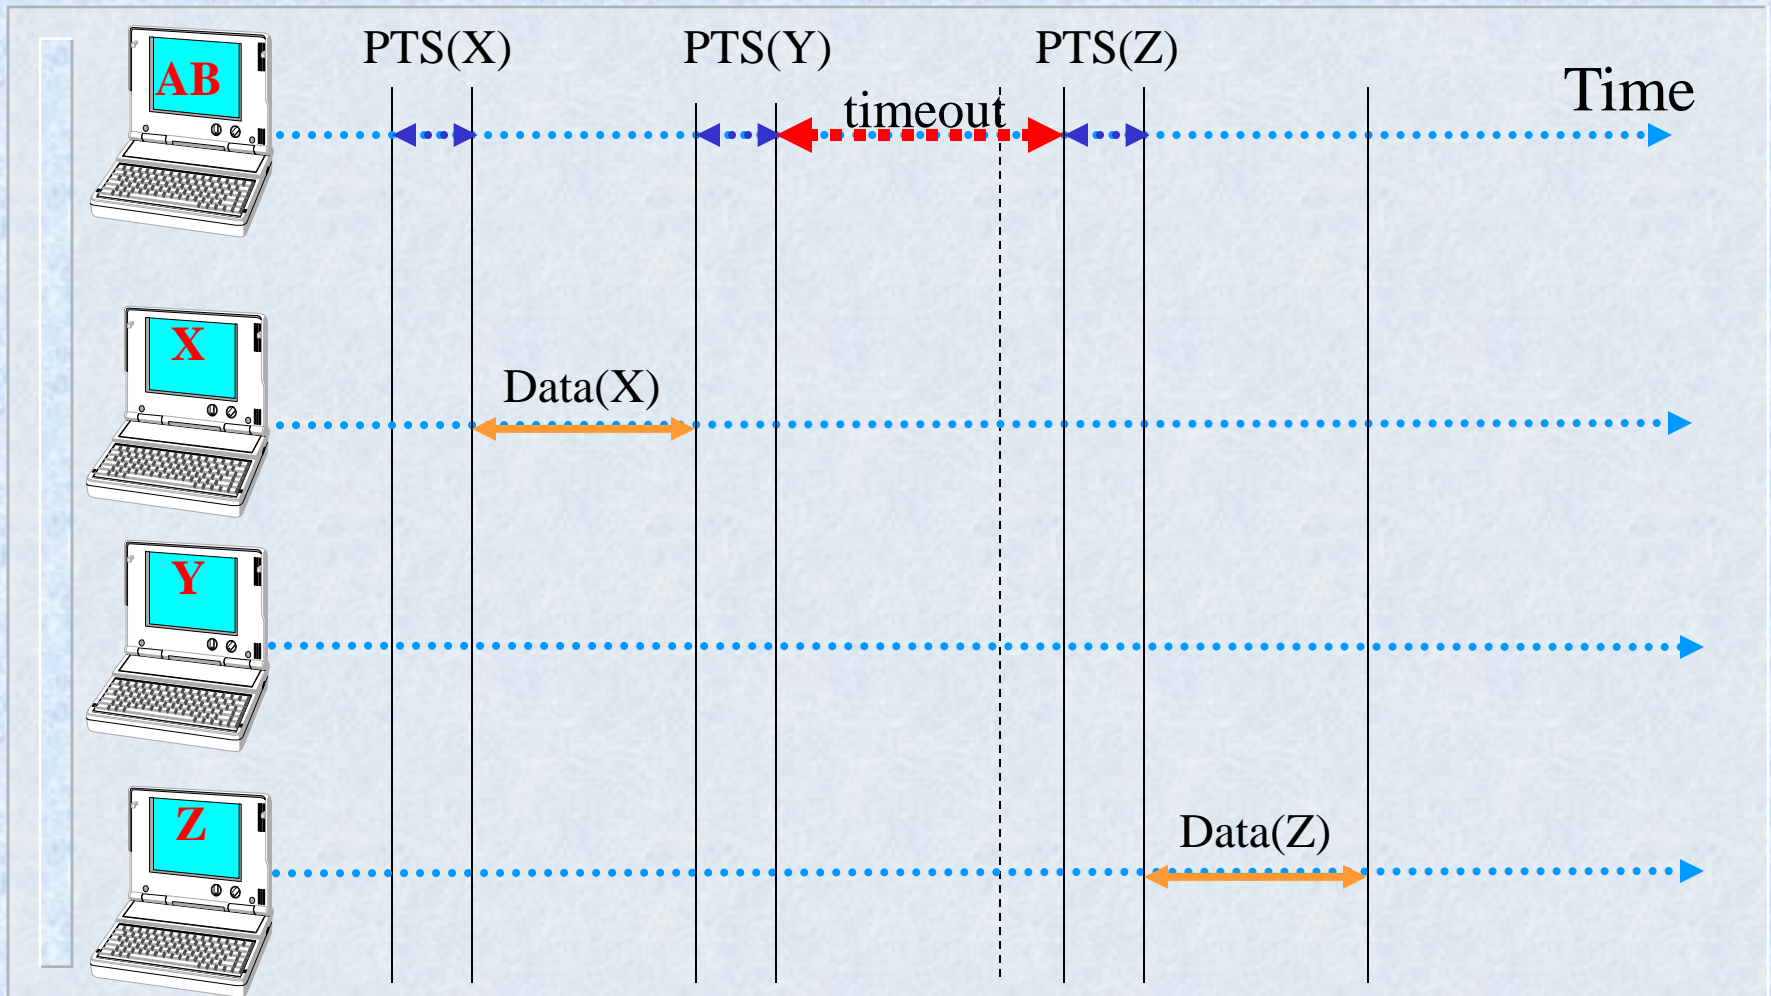 AB
PTS(X)
PTS(Y)
PTS(Z)
Time
timeout
X
Data(X)
Y
Z
Data(Z)